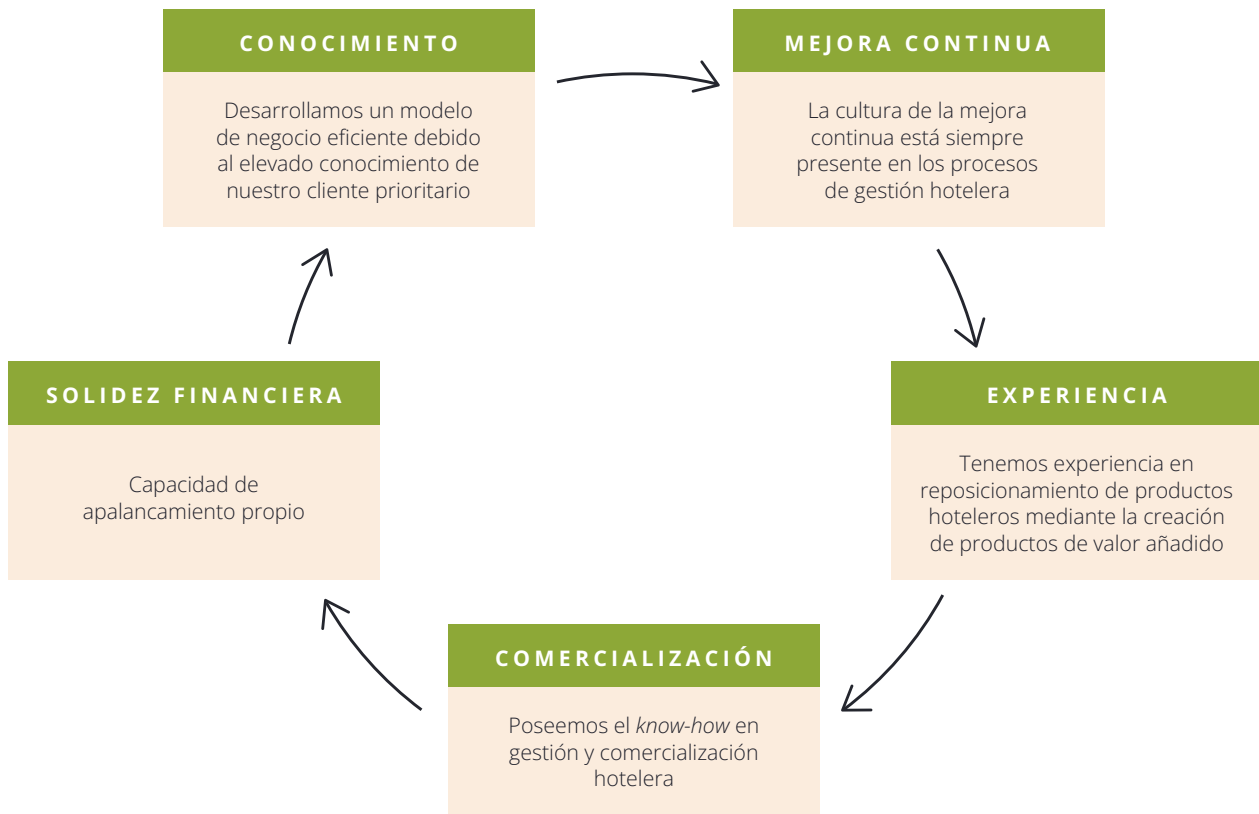 CONOCIMIENTO
Desarrollamos un modelo
de negocio eficiente debido
al elevado conocimiento de
nuestro cliente prioritario
MEJORA CONTINUA
La cultura de la mejora
continua está siempre
presente en los procesos
de gestión hotelera
SOLIDEZ FINANCIERA
Capacidad de
apalancamiento propio
EXPERIENCIA
Tenemos experiencia en
reposicionamiento de productos
hoteleros mediante la creación
de productos de valor añadido
COMERCIALIZACIÓN
Poseemos el know-how en
gestión y comercialización
hotelera